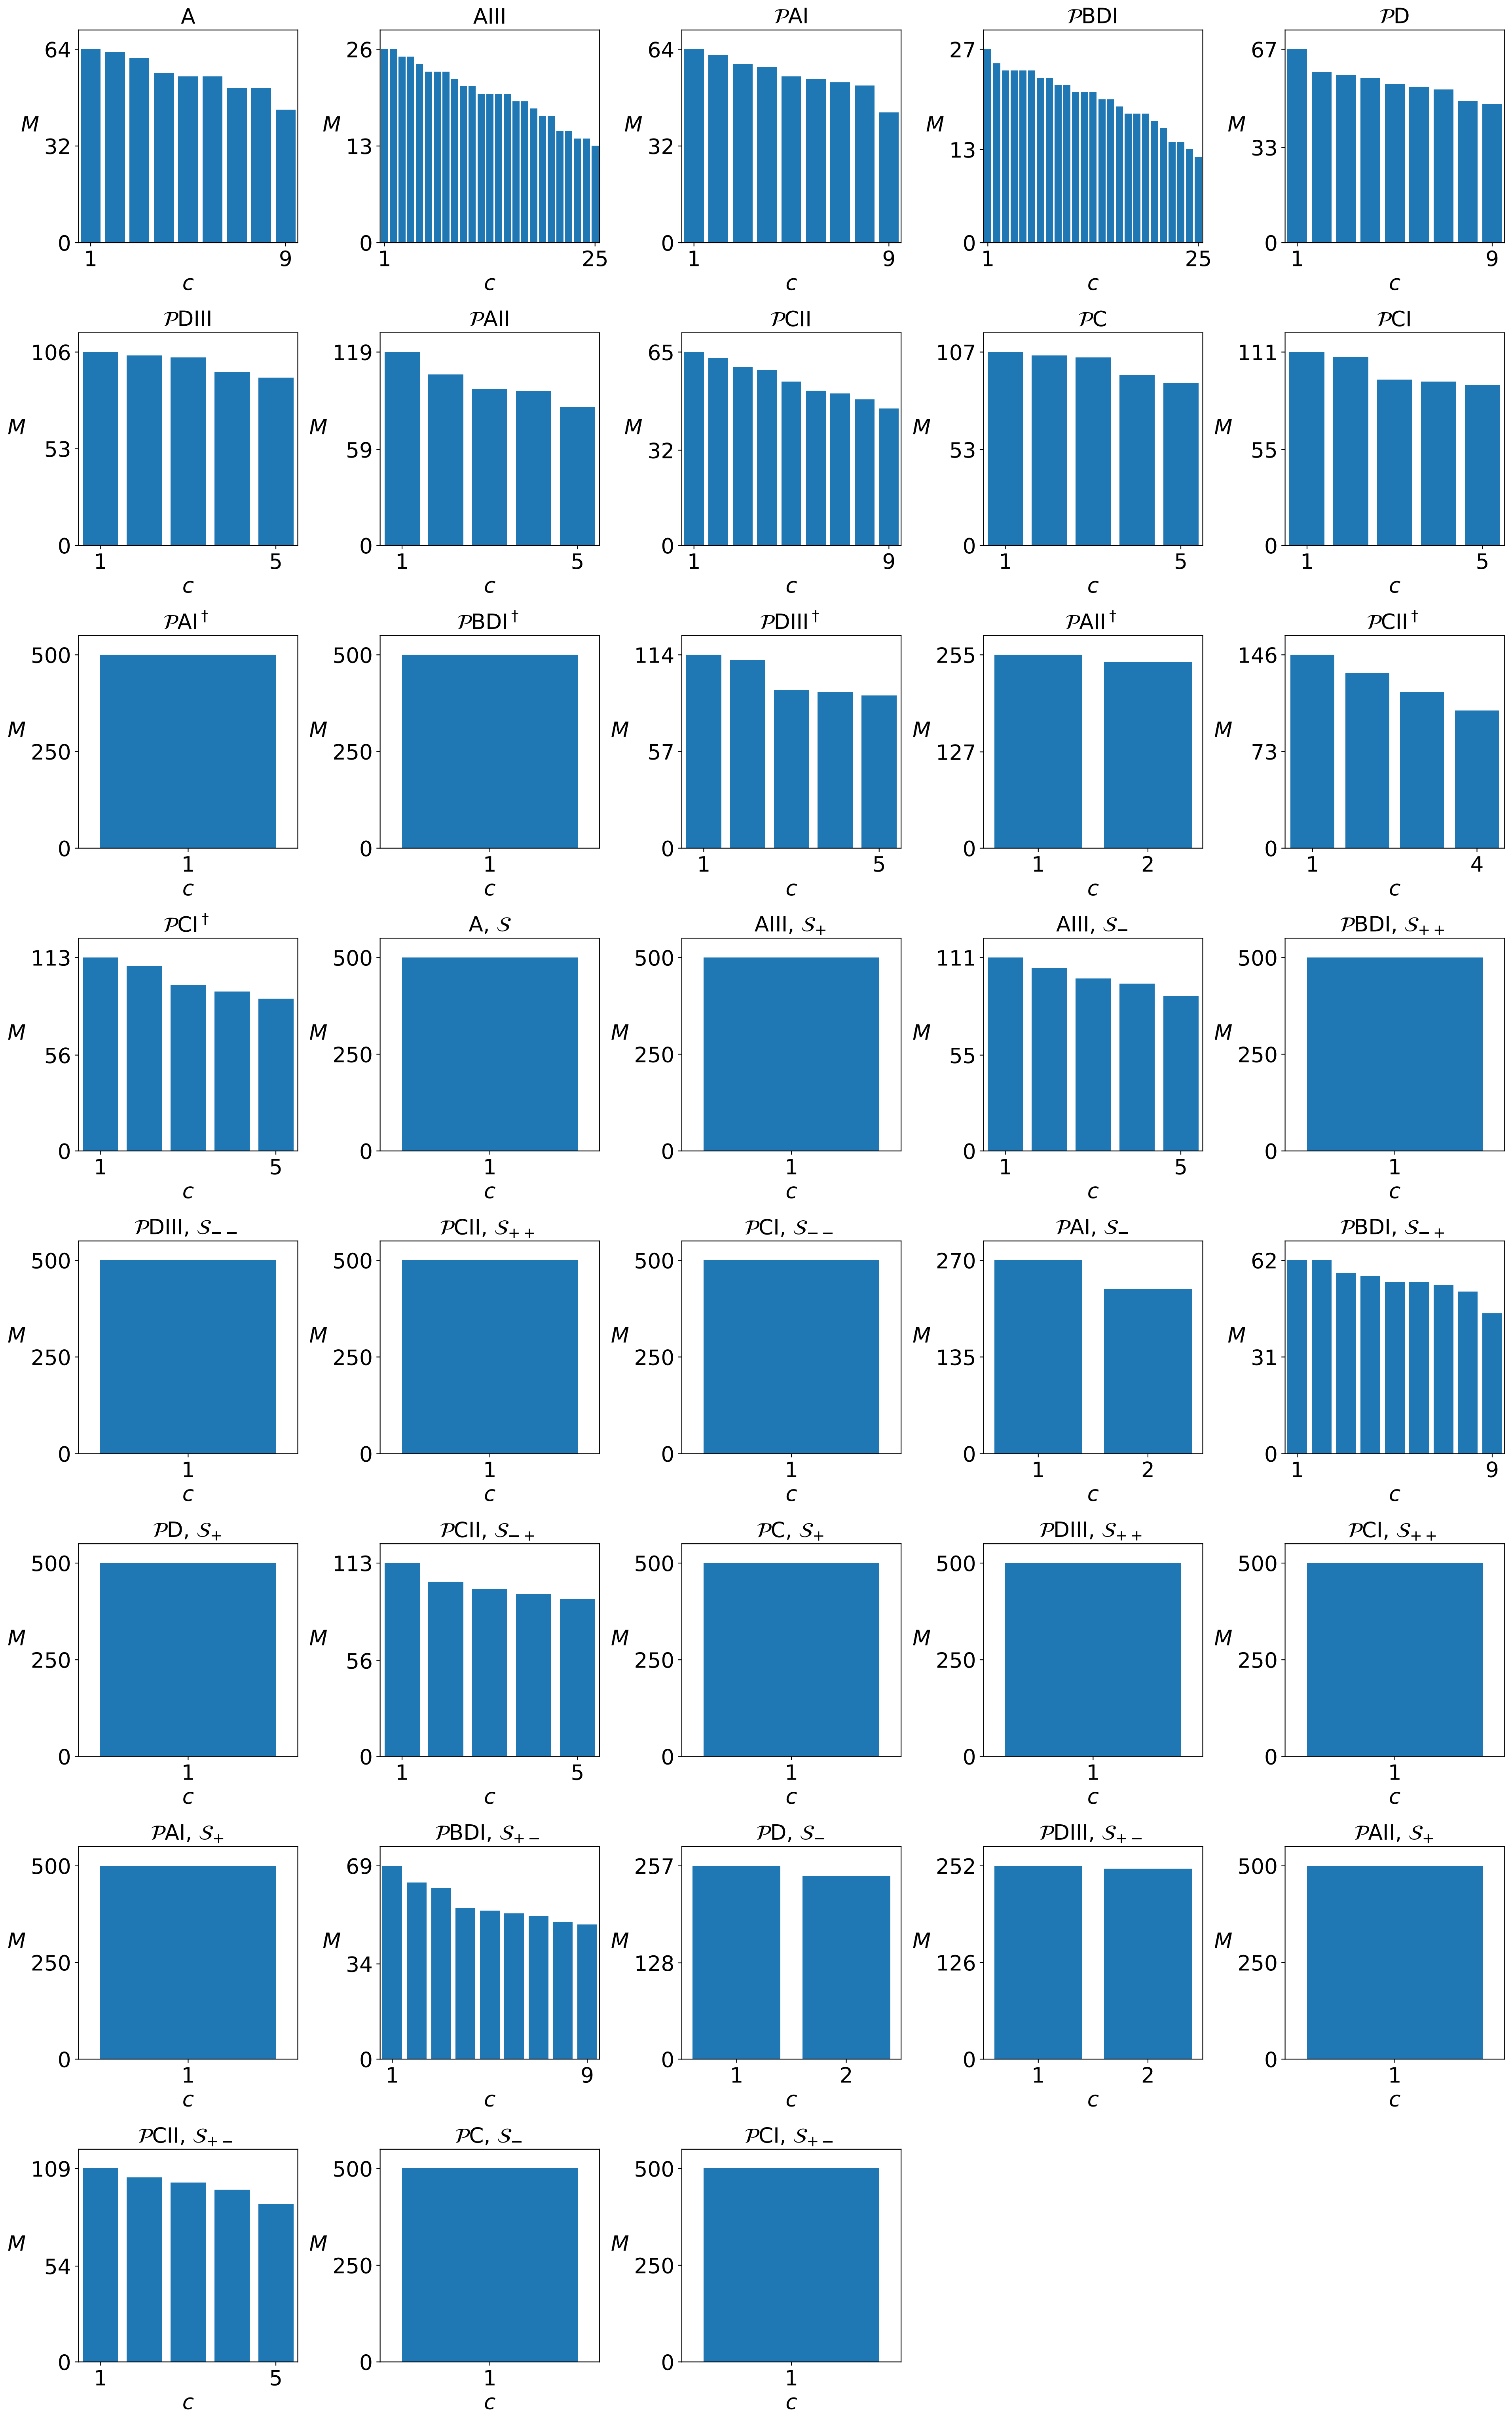 A AIII 𝒫AI 𝒫BDI 𝒫D
64 26 64 27 67
M M M M M
32 13 32 13 33
0 0 0 0 0
1 9 1 25 1 9 1 25 1 9
c c c c c
𝒫DIII 𝒫AII 𝒫CII 𝒫C 𝒫CI
106 119 65 107 111
M M M M M
53 59 32 53 55
0 0 0 0 0
1 5 1 5 1 9 1 5 1 5
c c c c c
𝒫AI† 𝒫BDI† 𝒫DIII† 𝒫AII† 𝒫CII†
500 500 114 255 146
M M M M M
250 250 57 127 73
0 0 0 0 0
1 1 1 5 1 2 1 4
c c c c c
𝒫CI† A, 𝒮 AIII, 𝒮₊ AIII, 𝒮₋ 𝒫BDI, 𝒮₊₊
113 500 500 111 500
M M M M M
56 250 250 55 250
0 0 0 0 0
1 5 1 1 1 5 1
c c c c c
𝒫DIII, 𝒮₋₋ 𝒫CII, 𝒮₊₊ 𝒫CI, 𝒮₋₋ 𝒫AI, 𝒮₋ 𝒫BDI, 𝒮₋₊
500 500 500 270 62
M M M M M
250 250 250 135 31
0 0 0 0 0
1 1 1 1 2 1 9
c c c c c
𝒫D, 𝒮₊ 𝒫CII, 𝒮₋₊ 𝒫C, 𝒮₊ 𝒫DIII, 𝒮₊₊ 𝒫CI, 𝒮₊₊
500 113 500 500 500
M M M M M
250 56 250 250 250
0 0 0 0 0
1 1 5 1 1 1
c c c c c
𝒫AI, 𝒮₊ 𝒫BDI, 𝒮₊₋ 𝒫D, 𝒮₋ 𝒫DIII, 𝒮₊₋ 𝒫AII, 𝒮₊
500 69 257 252 500
M M M M M
250 34 128 126 250
0 0 0 0 0
1 1 9 1 2 1 2 1
c c c c c
𝒫CII, 𝒮₊₋ 𝒫C, 𝒮₋ 𝒫CI, 𝒮₊₋
109 500 500
M M M
54 250 250
0 0 0
1 5 1 1
c c c